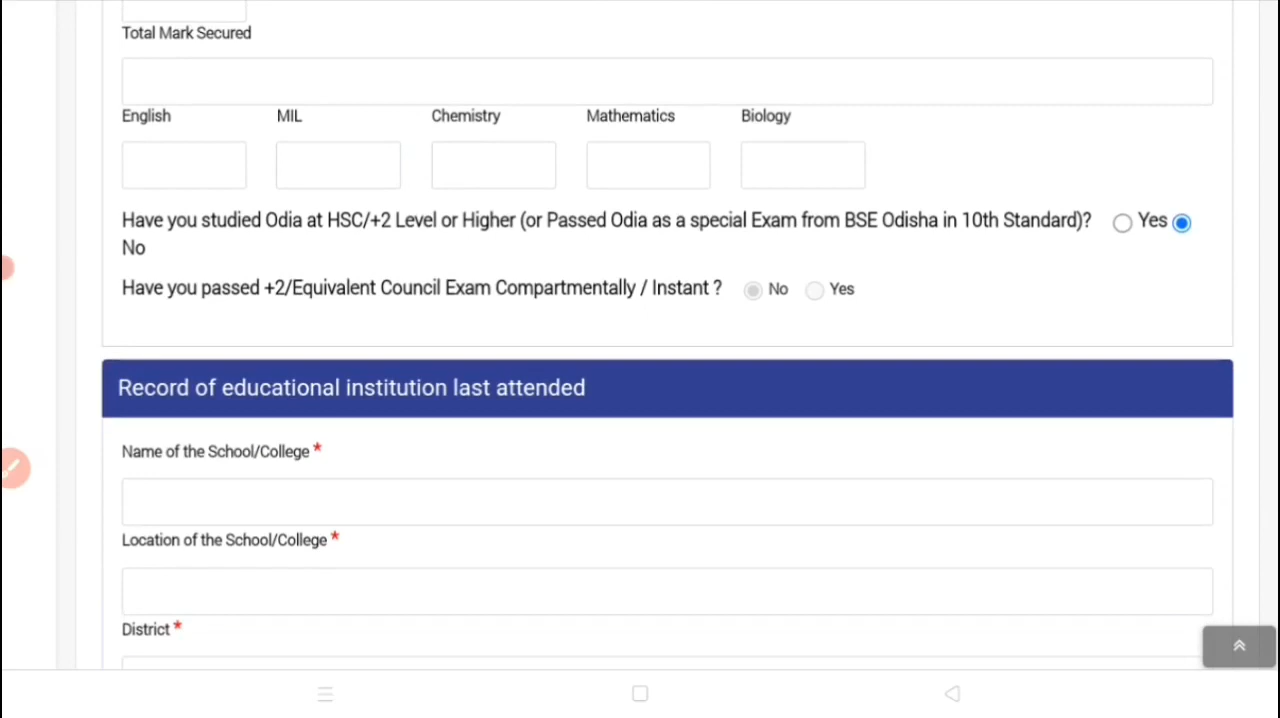 Total Mark Secured
English MIL Chemistry Mathematics Biology
Have you studied Odia at HSC/+2 Level or Higher (or Passed Odia as a special Exam from BSE Odisha in 10th Standard)? Yes
No
Have you passed +2/Equivalent Council Exam Compartmentally / Instant ? No Yes
Record of educational institution last attended
Name of the School/College *
Location of the School/College *
District *